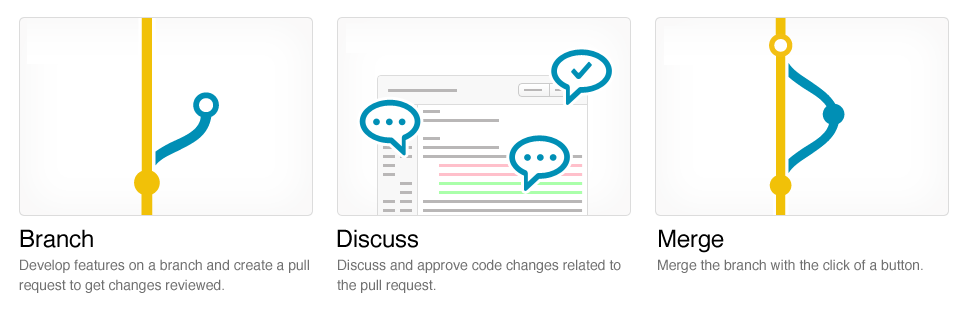 Branch
Develop features on a branch and create a pull
request to get changes reviewed.
Discuss
Discuss and approve code changes related to
the pull request.
Merge
Merge the branch with the click of a button.